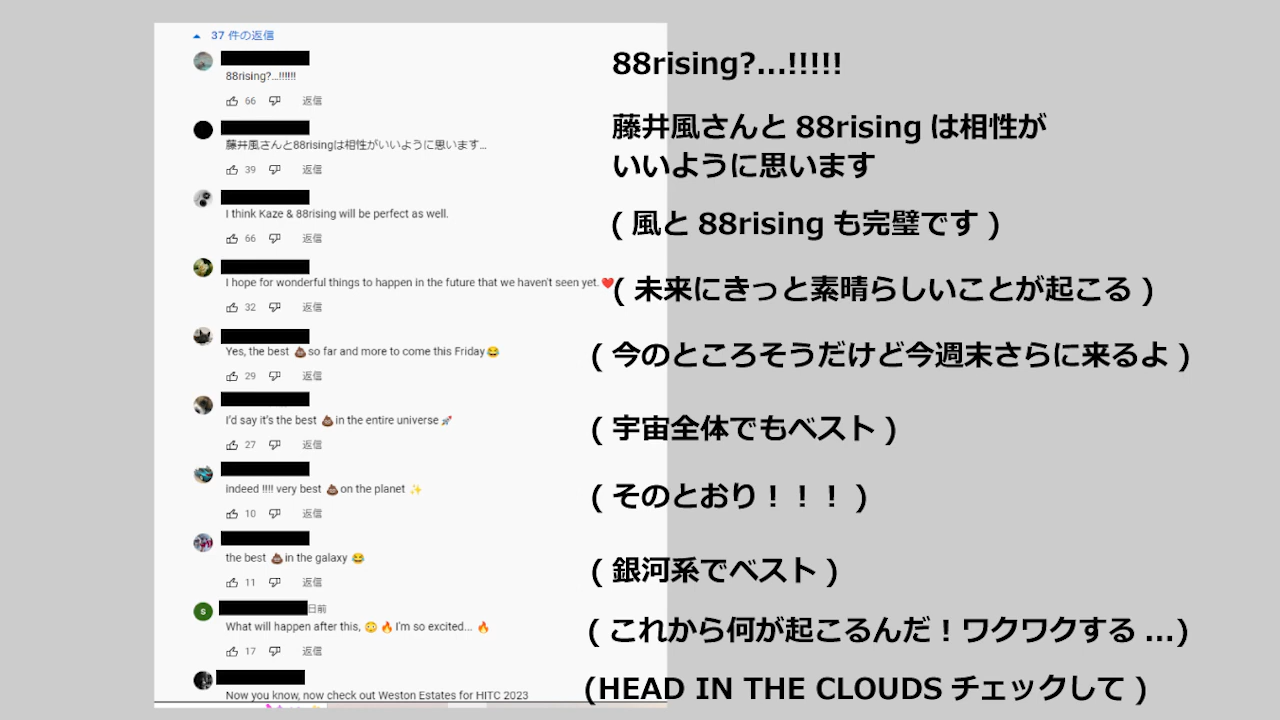 37 件の返信
88rising?...!!!!!!
66 返信
88rising?...!!!!!
藤井風さんと88risingは相性がいいように思います...
39 返信
藤井風さんと 88rising は相性が
いいように思います
I think Kaze & 88rising will be perfect as well.
66 返信
( 風と 88rising も完璧です )
I hope for wonderful things to happen in the future that we haven't seen yet.❤️
32 返信
( 未来にきっと素晴らしいことが起こる )
Yes, the best 💩so far and more to come this Friday😂
29 返信
( 今のところそうだけど今週末さらに来るよ )
I'd say it's the best 💩in the entire universe🚀
27 返信
( 宇宙全体でもベスト )
indeed !!!! very best 💩on the planet ✨
10 返信
( そのとおり！！！ )
the best 💩in the galaxy 😂
11 返信
( 銀河系でベスト )
S
日前
What will happen after this, 😳🔥I'm so excited... 🔥
17 返信
( これから何が起こるんだ！ワクワクする ...)
Now you know, now check out Weston Estates for HITC 2023
(HEAD IN THE CLOUDS チェックして )